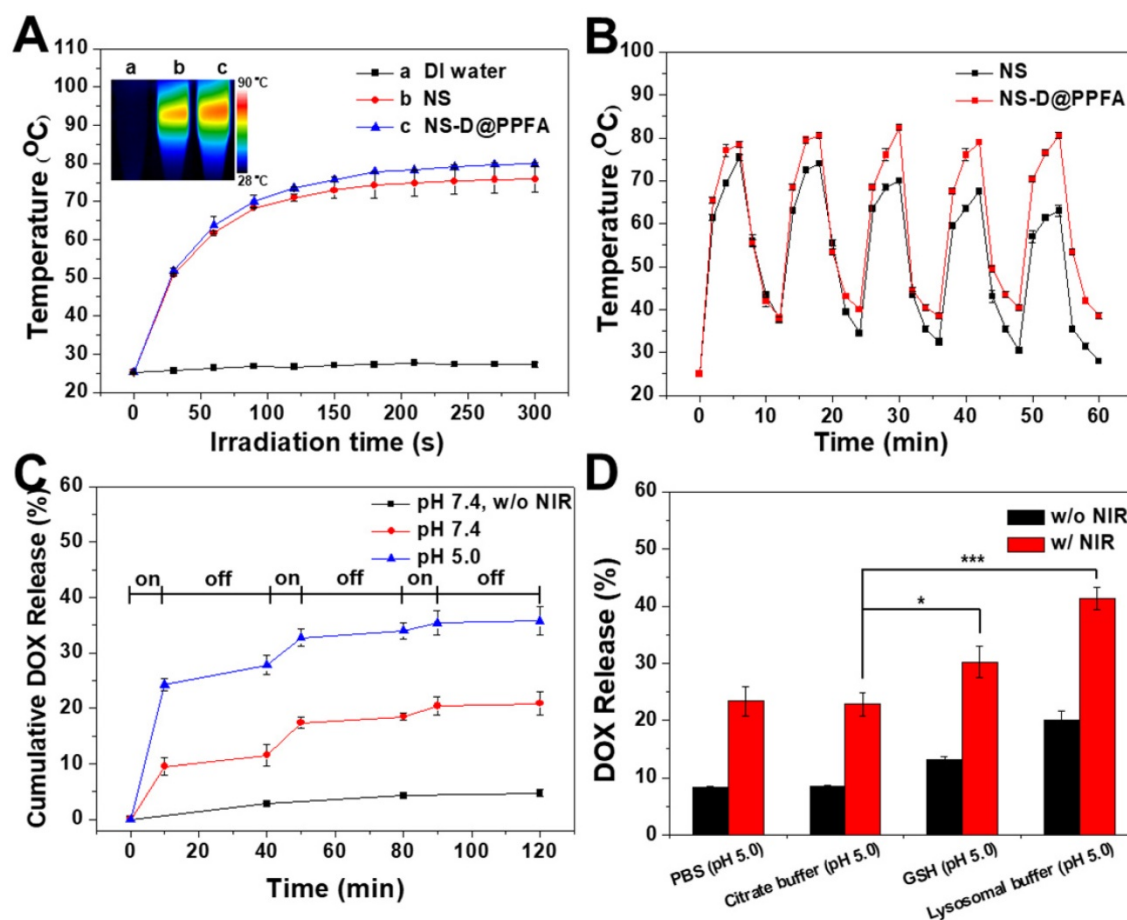 A
Temperature (°C)
110
100
90
80
70
60
50
40
30
20
a b c
90 °C
28 °C
a DI water
b NS
c NS-D@PPFA
0 50 100 150 200 250 300
Irradiation time (s)
B
Temperature (°C)
100
90
80
70
60
50
40
30
20
NS
NS-D@PPFA
0 10 20 30 40 50 60
Time (min)
C
Cumulative DOX Release (%)
60
50
40
30
20
10
0
pH 7.4, w/o NIR
pH 7.4
pH 5.0
on off on off on off
0 20 40 60 80 100 120
Time (min)
D
DOX Release (%)
60
50
40
30
20
10
0
w/o NIR
w/ NIR
***
*
PBS (pH 5.0)
Citrate buffer (pH 5.0)
GSH (pH 5.0)
Lysosomal buffer (pH 5.0)